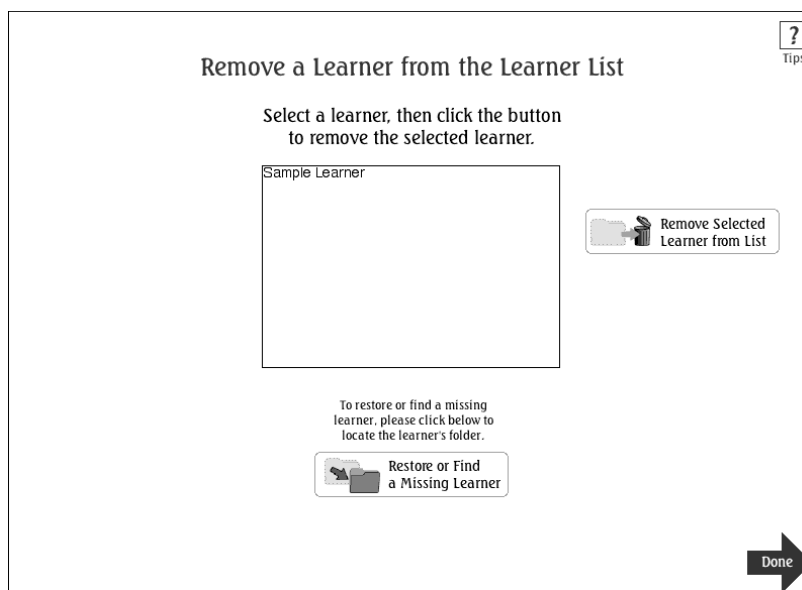 ?
Tips
Remove a Learner from the Learner List
Select a learner, then click the button
to remove the selected learner.
Sample Learner
Remove Selected
Learner from List
To restore or find a missing
learner, please click below to
locate the learner's folder.
Restore or Find
a Missing Learner
Done